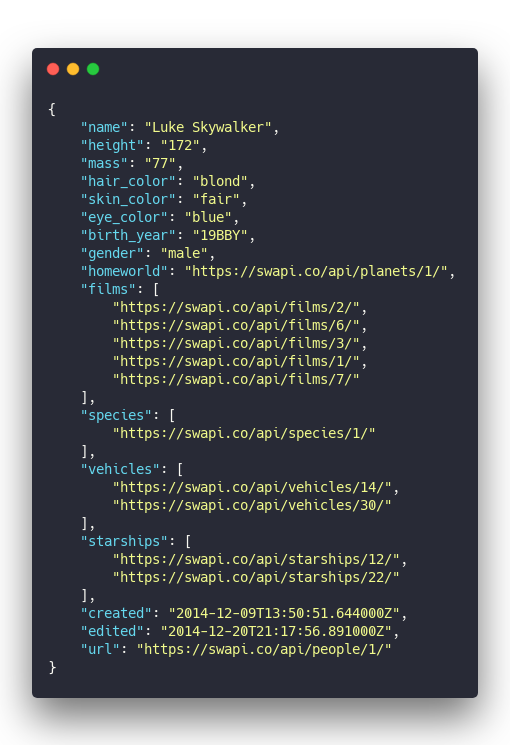 {
    "name": "Luke Skywalker",
    "height": "172",
    "mass": "77",
    "hair_color": "blond",
    "skin_color": "fair",
    "eye_color": "blue",
    "birth_year": "19BBY",
    "gender": "male",
    "homeworld": "https://swapi.co/api/planets/1/",
    "films": [
        "https://swapi.co/api/films/2/",
        "https://swapi.co/api/films/6/",
        "https://swapi.co/api/films/3/",
        "https://swapi.co/api/films/1/",
        "https://swapi.co/api/films/7/"
    ],
    "species": [
        "https://swapi.co/api/species/1/"
    ],
    "vehicles": [
        "https://swapi.co/api/vehicles/14/",
        "https://swapi.co/api/vehicles/30/"
    ],
    "starships": [
        "https://swapi.co/api/starships/12/",
        "https://swapi.co/api/starships/22/"
    ],
    "created": "2014-12-09T13:50:51.644000Z",
    "edited": "2014-12-20T21:17:56.891000Z",
    "url": "https://swapi.co/api/people/1/"
}